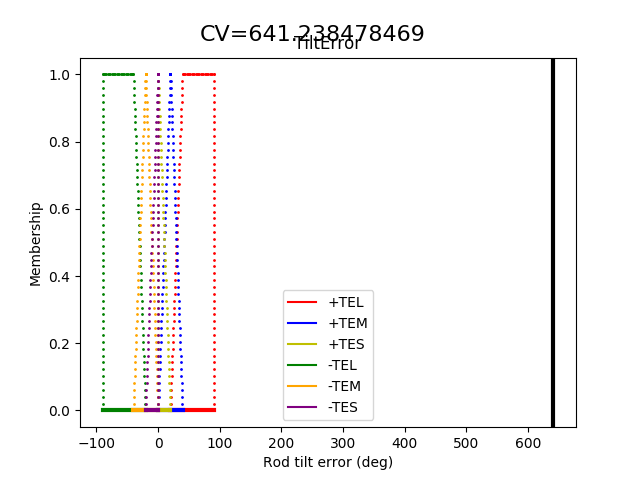 CV=641.238478469
TiltError
Membership
1.0
0.8
0.6
0.4
0.2
0.0
+TEL
+TEM
+TES
-TEL
-TEM
-TES
−100 0 100 200 300 400 500 600
Rod tilt error (deg)